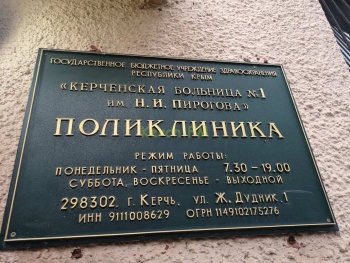 ГОСУДАРСТВЕННОЕ БЮДЖЕТНОЕ УЧРЕЖДЕНИЕ ЗДРАВООХРАНЕНИЯ
РЕСПУБЛИКИ КРЫМ
«КЕРЧЕНСКАЯ БОЛЬНИЦА №1
ИМ. Н.И. ПИРОГОВА»
ПОЛИКЛИНИКА
РЕЖИМ РАБОТЫ:
ПОНЕДЕЛЬНИК - ПЯТНИЦА 7.30 - 19.00
СУББОТА, ВОСКРЕСЕНЬЕ - ВЫХОДНОЙ
298302, г. КЕРЧЬ, ул. Ж. ДУДНИК, 1
ИНН 9111008629 ОГРН 1149102175276